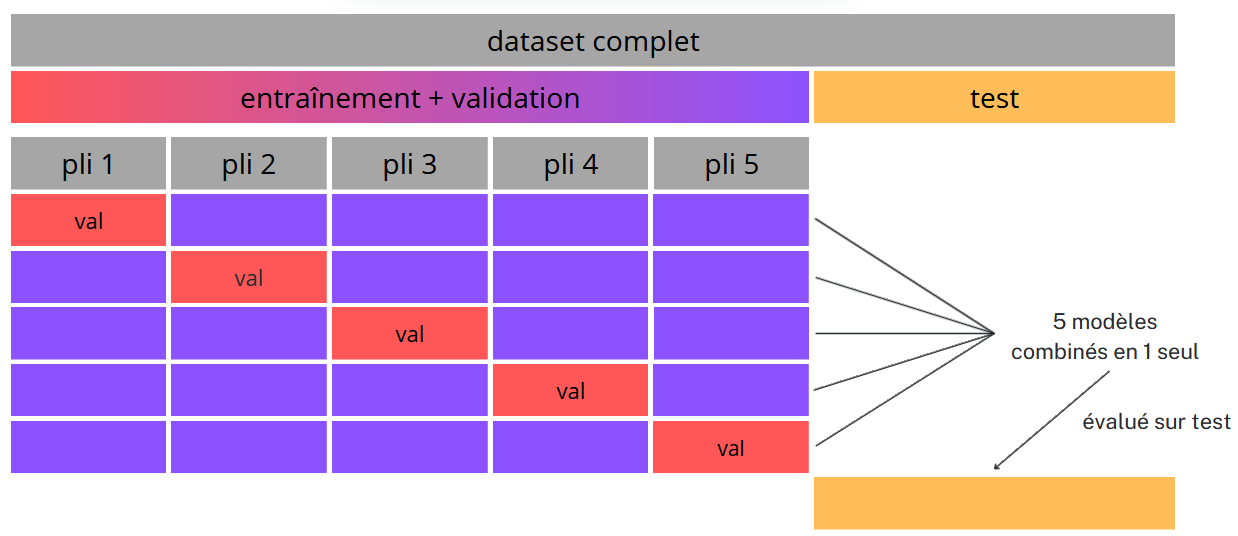 dataset complet
entraînement + validation
test
pli 1
pli 2
pli 3
pli 4
pli 5
val
val
val
val
val
5 modèles
combinés en 1 seul
évalué sur test